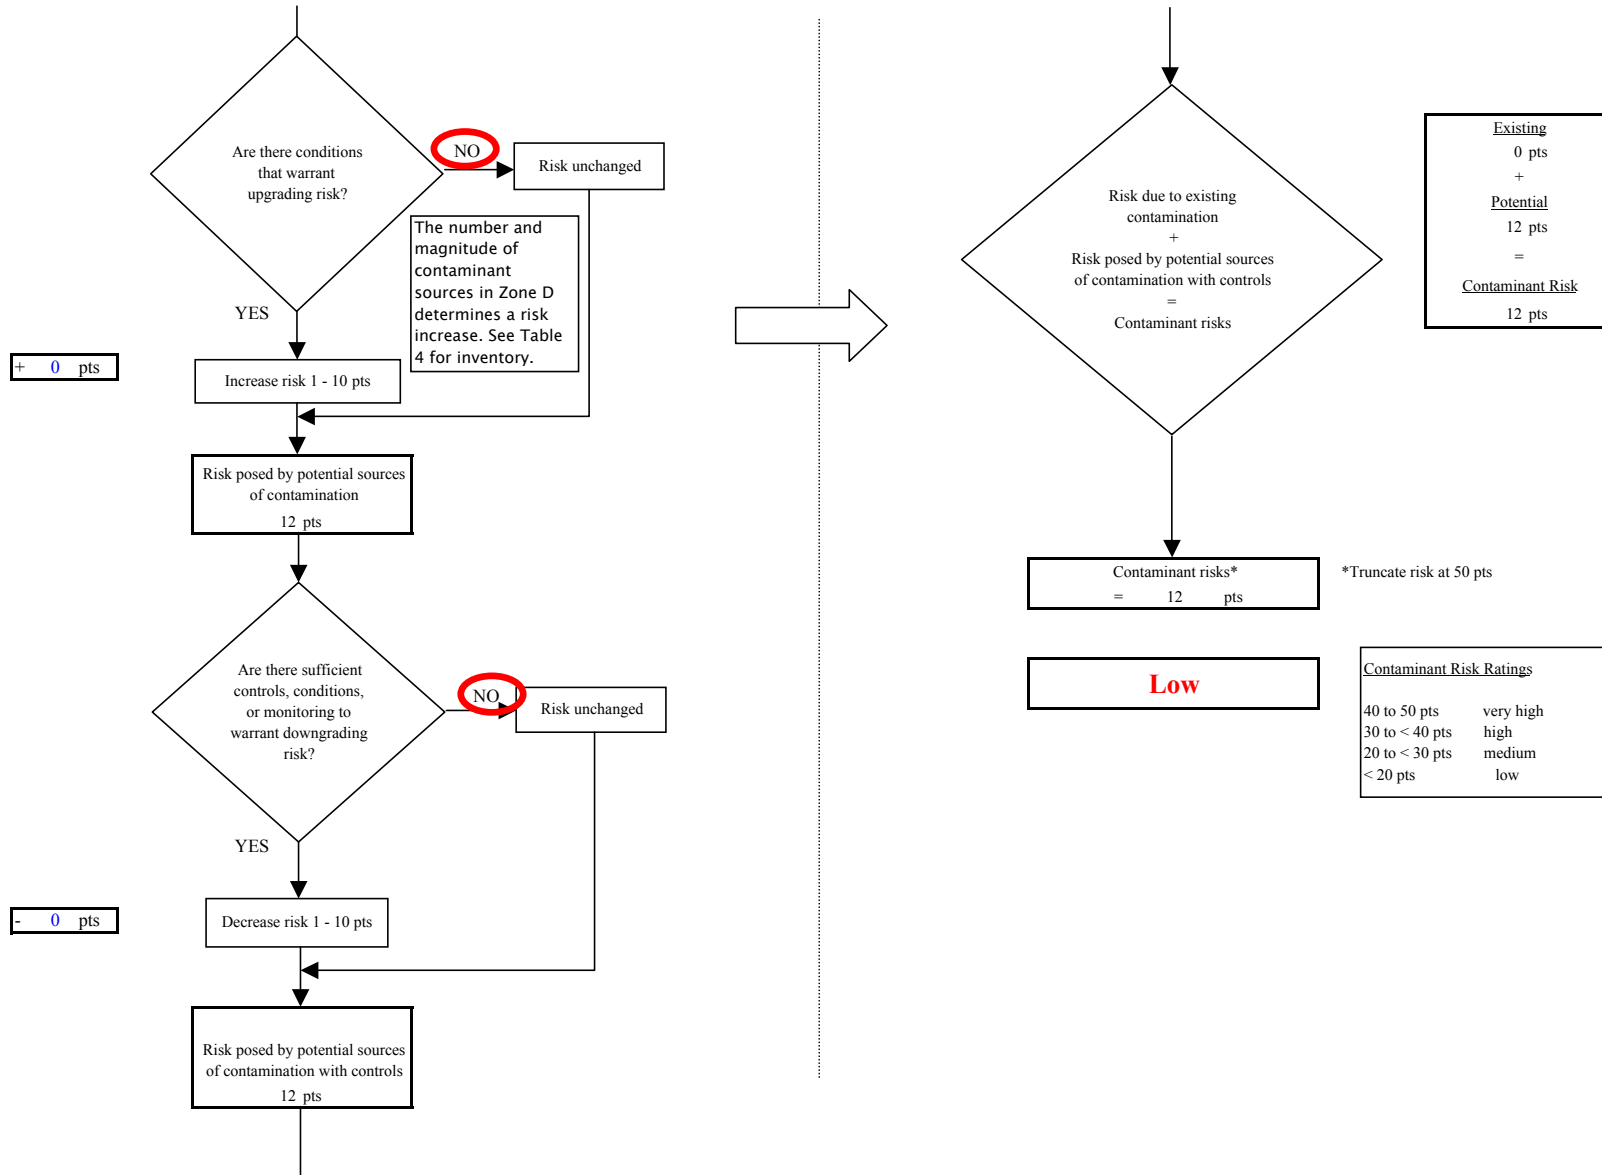 Are there conditions
that warrant
upgrading risk?
NO
Risk unchanged
The number and
magnitude of
contaminant
sources in Zone D
determines a risk
increase. See Table
4 for inventory.
YES
+ 0 pts
Increase risk 1 - 10 pts
Risk posed by potential sources
of contamination
12 pts
Are there sufficient
controls, conditions,
or monitoring to
warrant downgrading
risk?
NO
Risk unchanged
YES
- 0 pts
Decrease risk 1 - 10 pts
Risk posed by potential sources
of contamination with controls
12 pts
Risk due to existing
contamination
+
Risk posed by potential sources
of contamination with controls
=
Contaminant risks
Existing
0 pts
+
Potential
12 pts
=
Contaminant Risk
12 pts
Contaminant risks*
= 12 pts
*Truncate risk at 50 pts
Low
Contaminant Risk Ratings
40 to 50 pts very high
30 to < 40 pts high
20 to < 30 pts medium
< 20 pts low